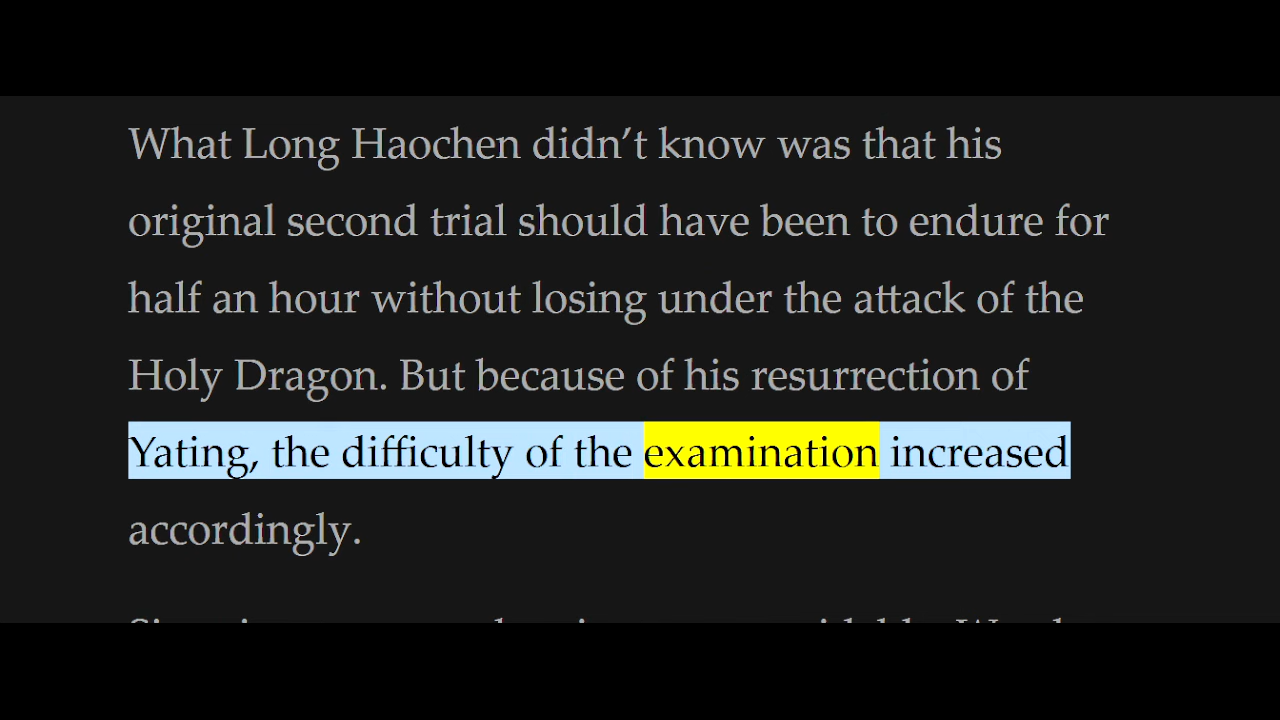 What Long Haochen didn’t know was that his
original second trial should have been to endure for
half an hour without losing under the attack of the
Holy Dragon. But because of his resurrection of
Yating, the difficulty of the examination increased
accordingly.